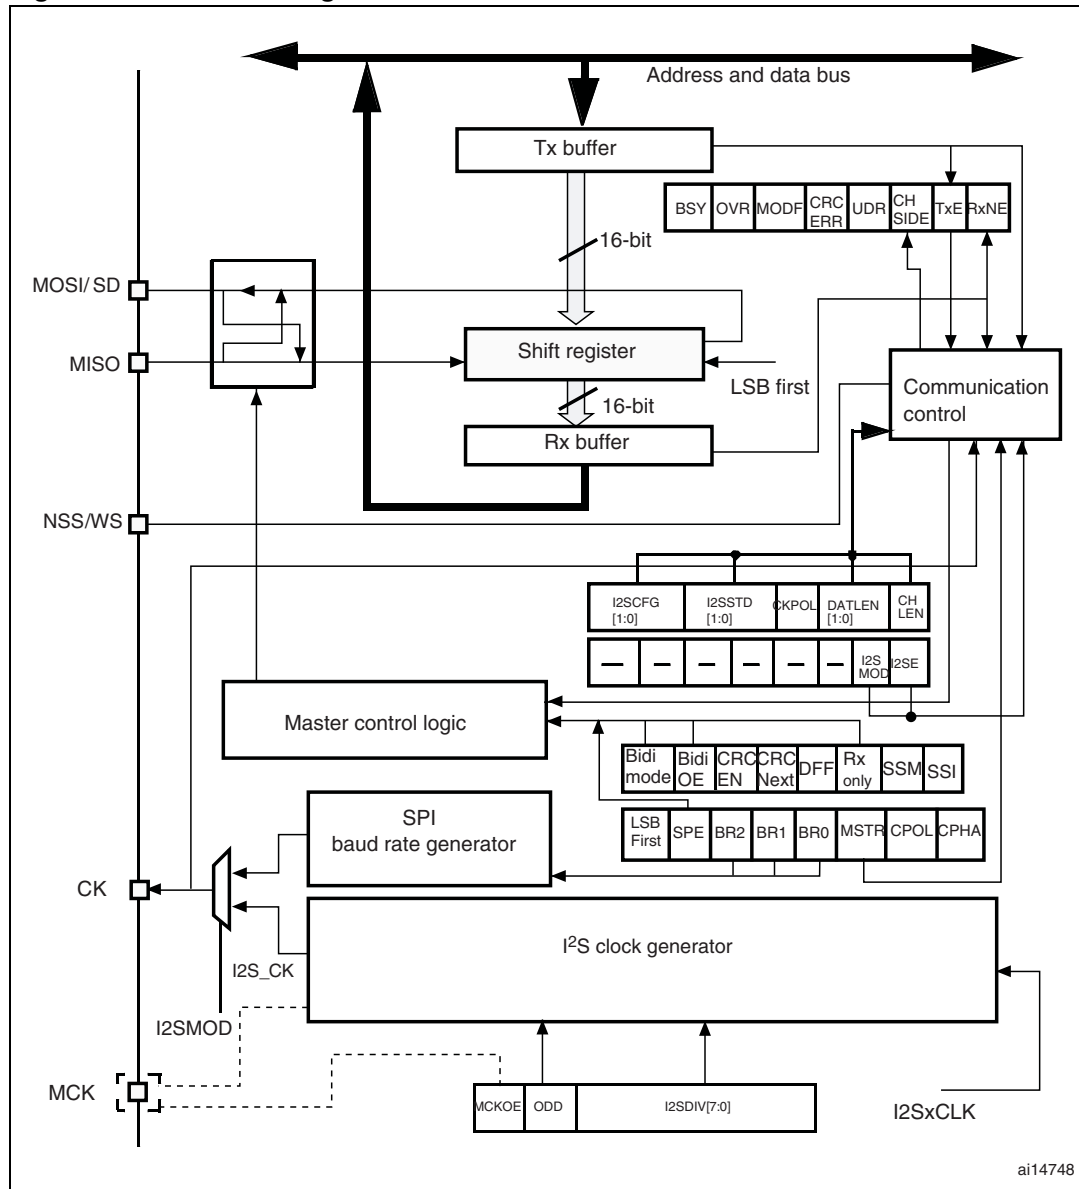 Address and data bus
Tx buffer
BSY OVR MODF CRC ERR UDR CH SIDE TxE RxNE
16-bit
MOSI/ SD
Shift register
MISO
LSB first
Communication
control
16-bit
Rx buffer
NSS/WS
I2SCFG [1:0] I2SSTD [1:0] CKPOL DATLEN [1:0] CH LEN
— — — — — — I2S MOD I2SE
Master control logic
Bidi mode Bidi OE CRC EN CRC Next DFF Rx only SSM SSI
SPI
baud rate generator
LSB First SPE BR2 BR1 BR0 MSTR CPOL CPHA
CK
I2S clock generator
I2S_CK
I2SMOD
MCK
MCKOE ODD I2SDIV[7:0]
I2SxCLK
ai14748